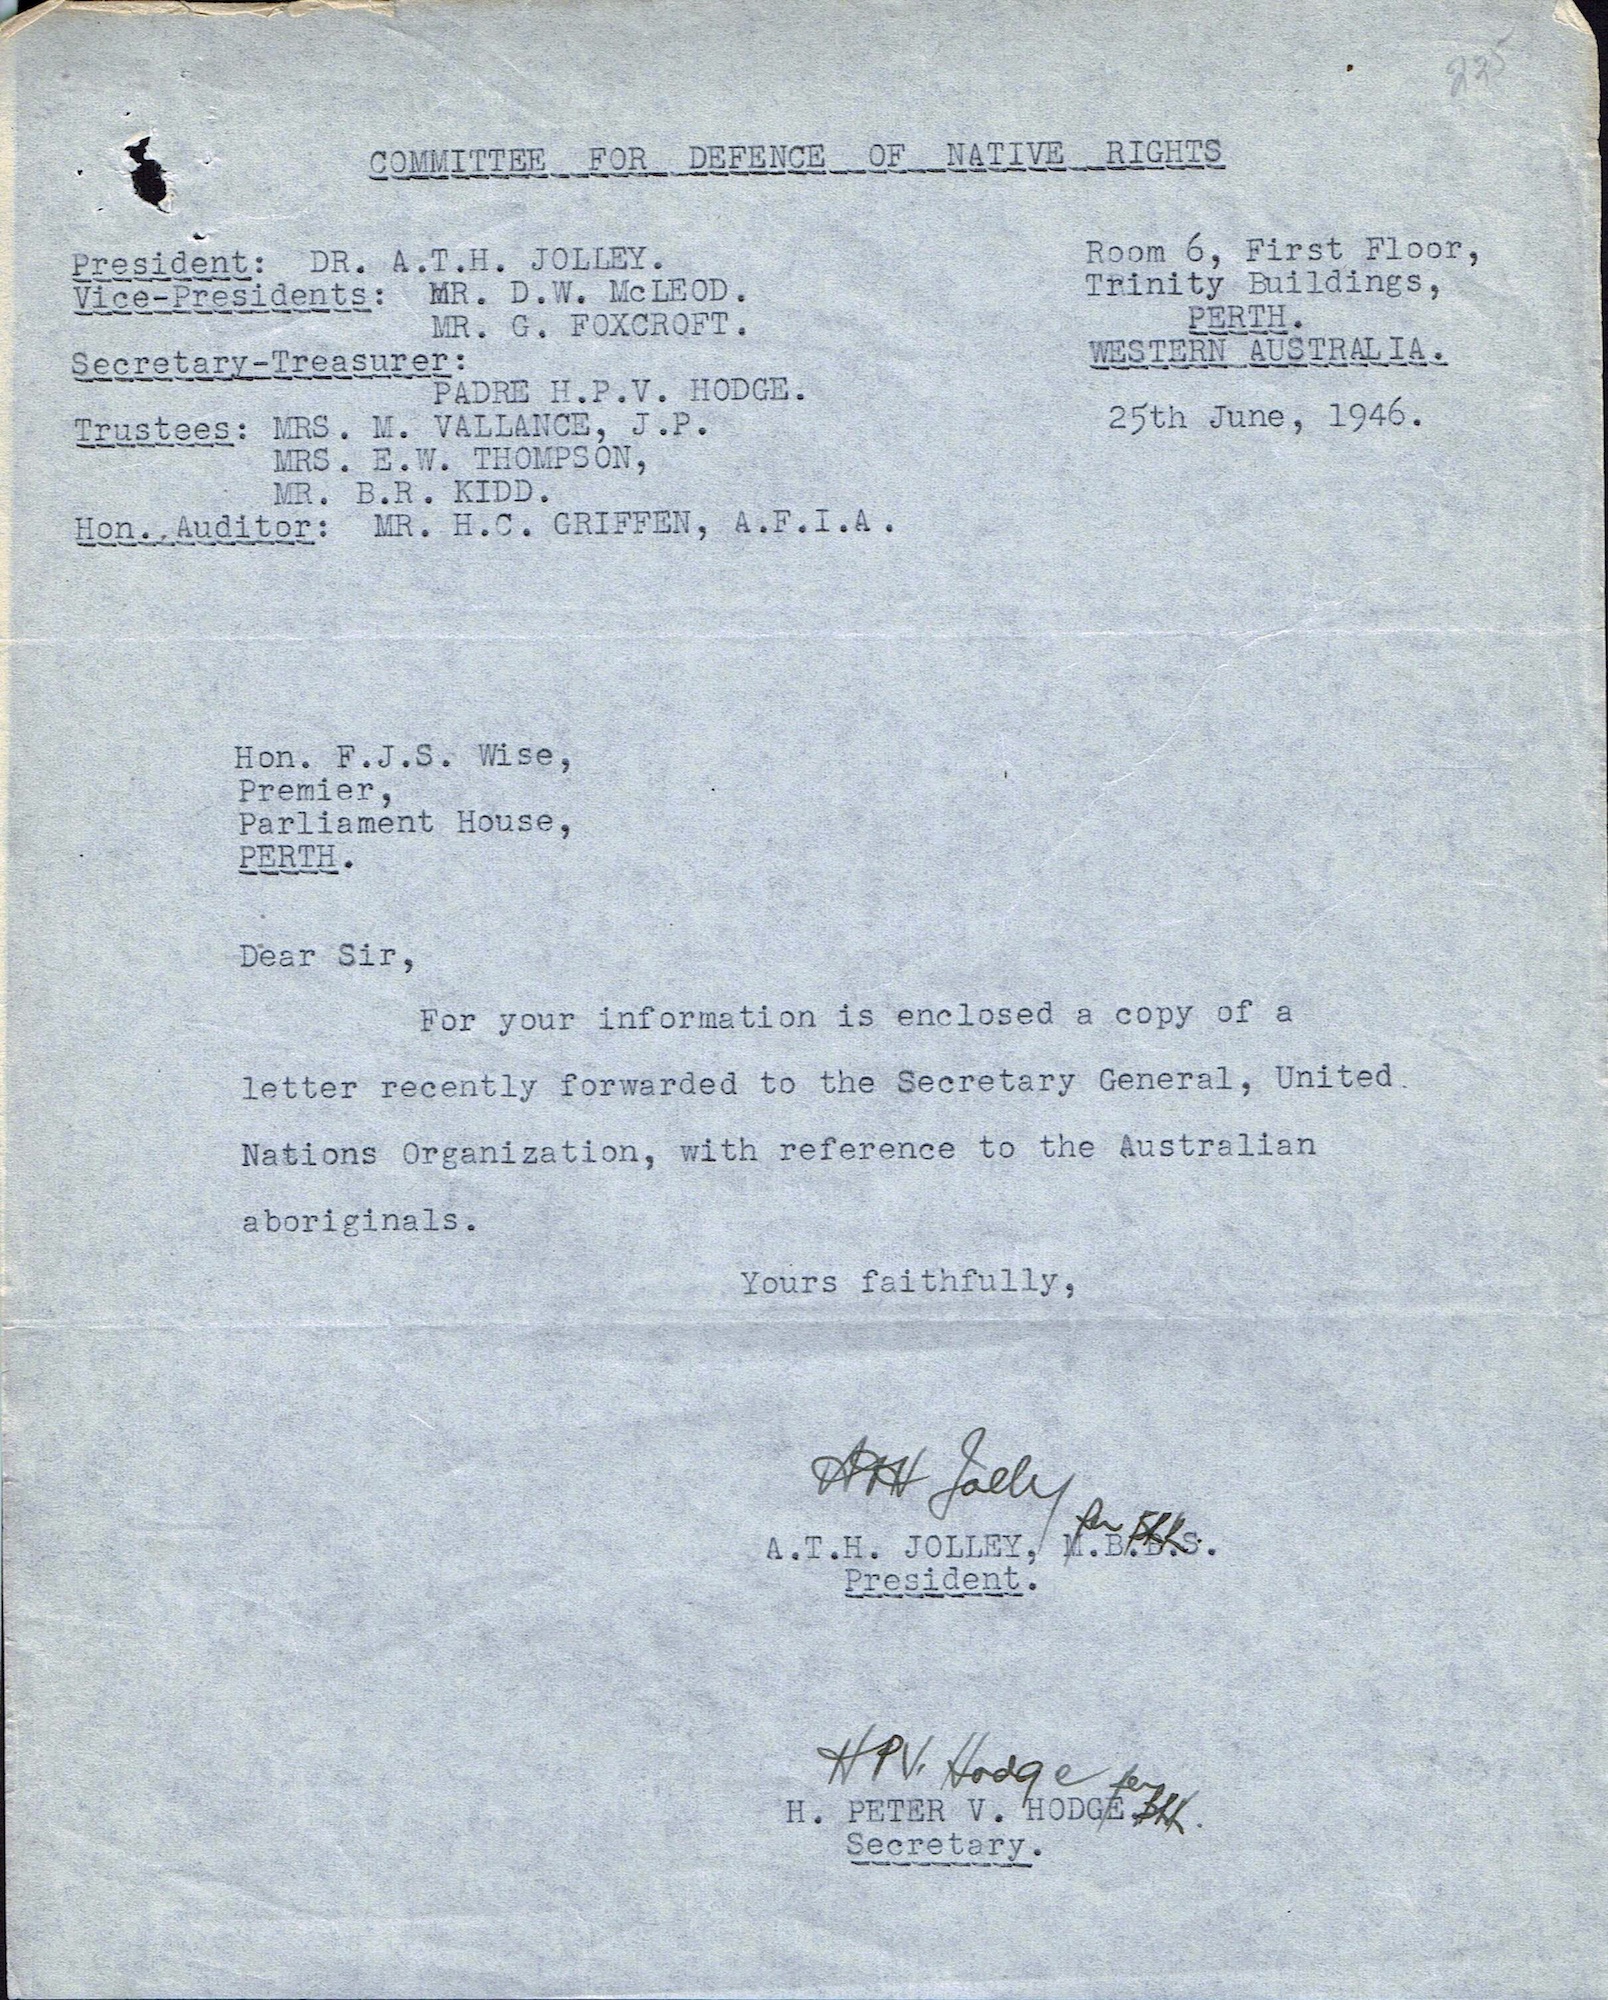 225
COMMITTEE FOR DEFENCE OF NATIVE RIGHTS
President: DR. A.T.H. JOLLEY.
Vice-Presidents: MR. D.W. McLEOD.
MR. G. FOXCROFT.
Secretary-Treasurer:
PADRE H.P.V. HODGE.
Trustees: MRS. M. VALLANCE, J.P.
MRS. E.W. THOMPSON,
MR. B.R. KIDD.
Hon. Auditor: MR. H.C. GRIFFEN, A.F.I.A.
Room 6, First Floor,
Trinity Buildings,
PERTH.
WESTERN AUSTRALIA.
25th June, 1946.
Hon. F.J.S. Wise,
Premier,
Parliament House,
PERTH.
Dear Sir,
For your information is enclosed a copy of a
letter recently forwarded to the Secretary General, United
Nations Organization, with reference to the Australian
aboriginals.
Yours faithfully,
ATH Jolley
per
A.T.H. JOLLEY, M.B.B.S.
President.
HPV. Hodge per
H. PETER V. HODGE
Secretary.